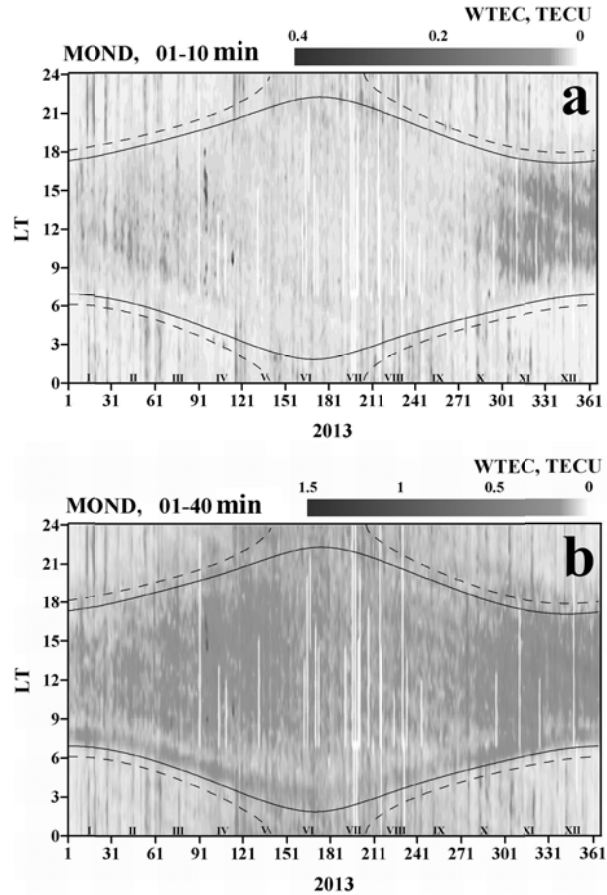 WTEC, TECU
MOND, 01-10 min 0.4 0.2 0
a
24
21
18
15
12
9
6
3
0
LT
I II III IV V VI VII VIII IX X XI XII
1 31 61 91 121 151 181 211 241 271 301 331 361
2013
WTEC, TECU
MOND, 01-40 min 1.5 1 0.5 0
b
24
21
18
15
12
9
6
3
0
LT
I II III IV V VI VII VIII IX X XI XII
1 31 61 91 121 151 181 211 241 271 301 331 361
2013